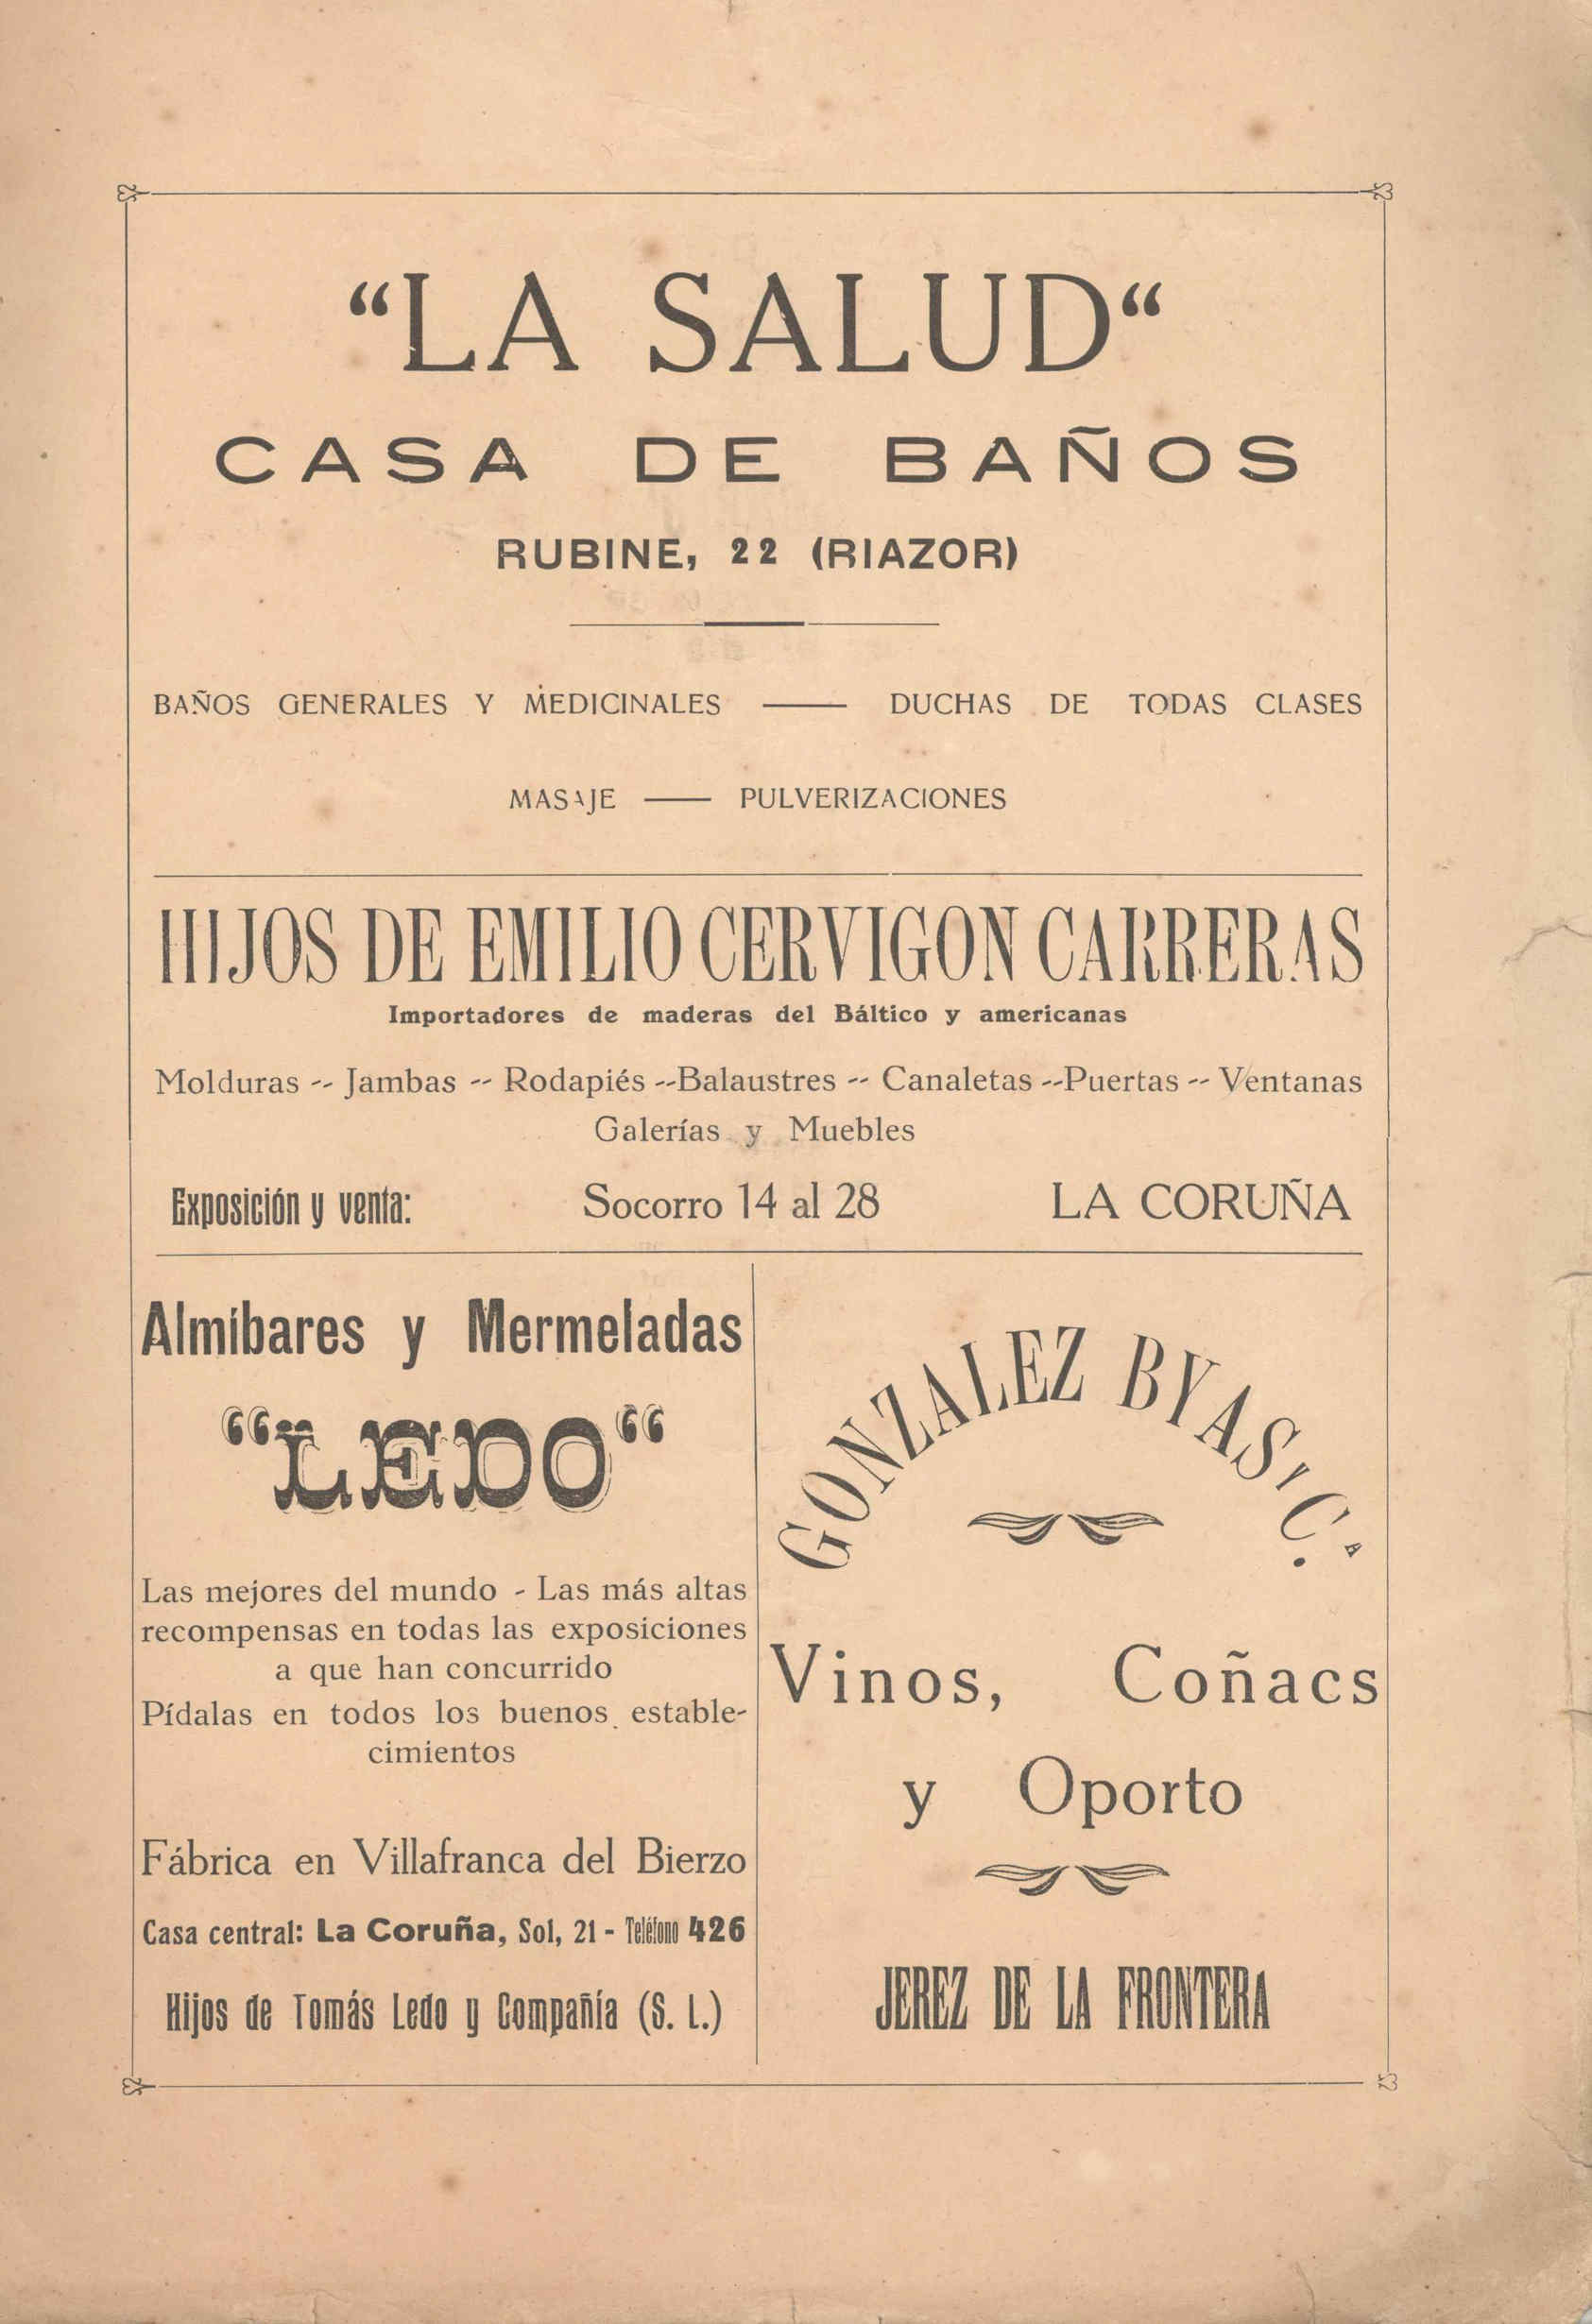 “LA SALUD“
CASA DE BAÑOS
RUBINE, 22 (RIAZOR)
BAÑOS GENERALES Y MEDICINALES —— DUCHAS DE TODAS CLASES
MASAJE —— PULVERIZACIONES
HIJOS DE EMILIO CERVIGON CARRERAS
Importadores de maderas del Báltico y americanas
Molduras -- Jambas -- Rodapiés --Balaustres -- Canaletas --Puertas -- Ventanas
Galerías y Muebles
Exposición y venta: Socorro 14 al 28 LA CORUÑA
Almíbares y Mermeladas
“LEDO“
Las mejores del mundo - Las más altas
recompensas en todas las exposiciones
a que han concurrido
Pídalas en todos los buenos estable-
cimientos
Fábrica en Villafranca del Bierzo
Casa central: La Coruña, Sol, 21 - Teléfono 426
Hijos de Tomás Ledo y Compañía (S. L.)
GONZALEZ BYAS Y C.ª
Vinos, Coñacs
y Oporto
JEREZ DE LA FRONTERA